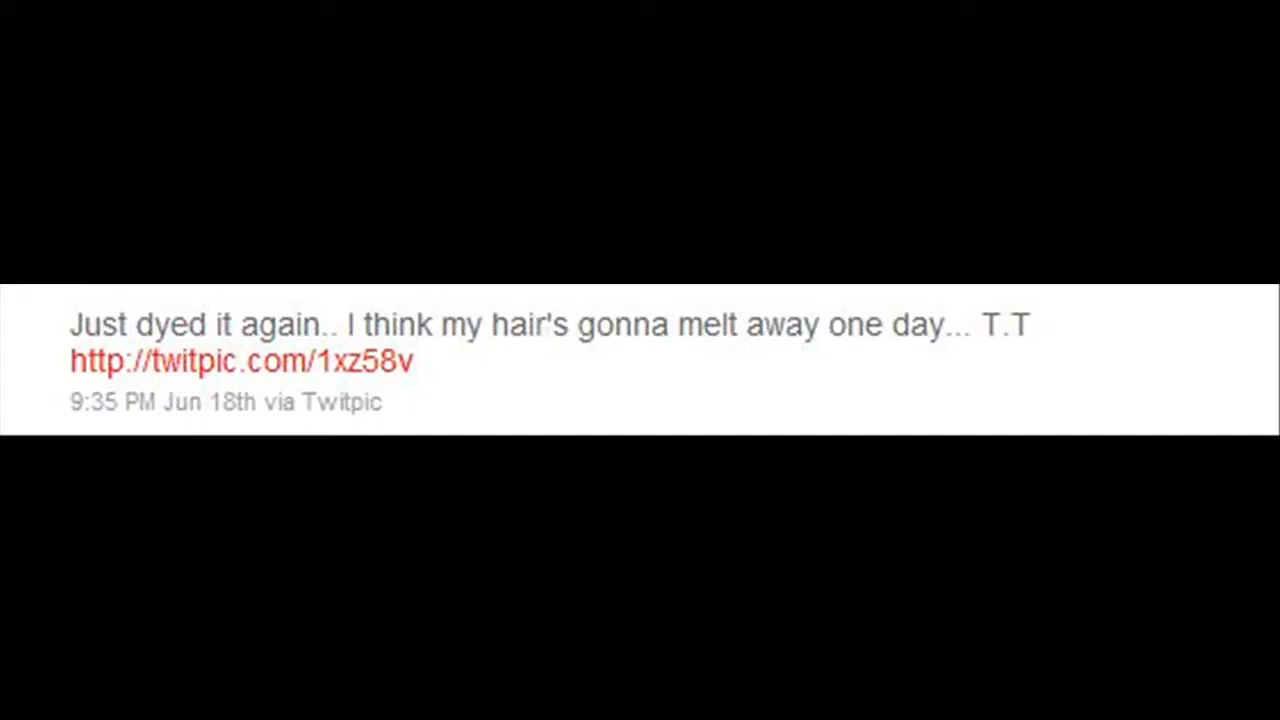 Just dyed it again.. I think my hair's gonna melt away one day... T.T
http://twitpic.com/1xz58v
9:35 PM Jun 18th via Twitpic